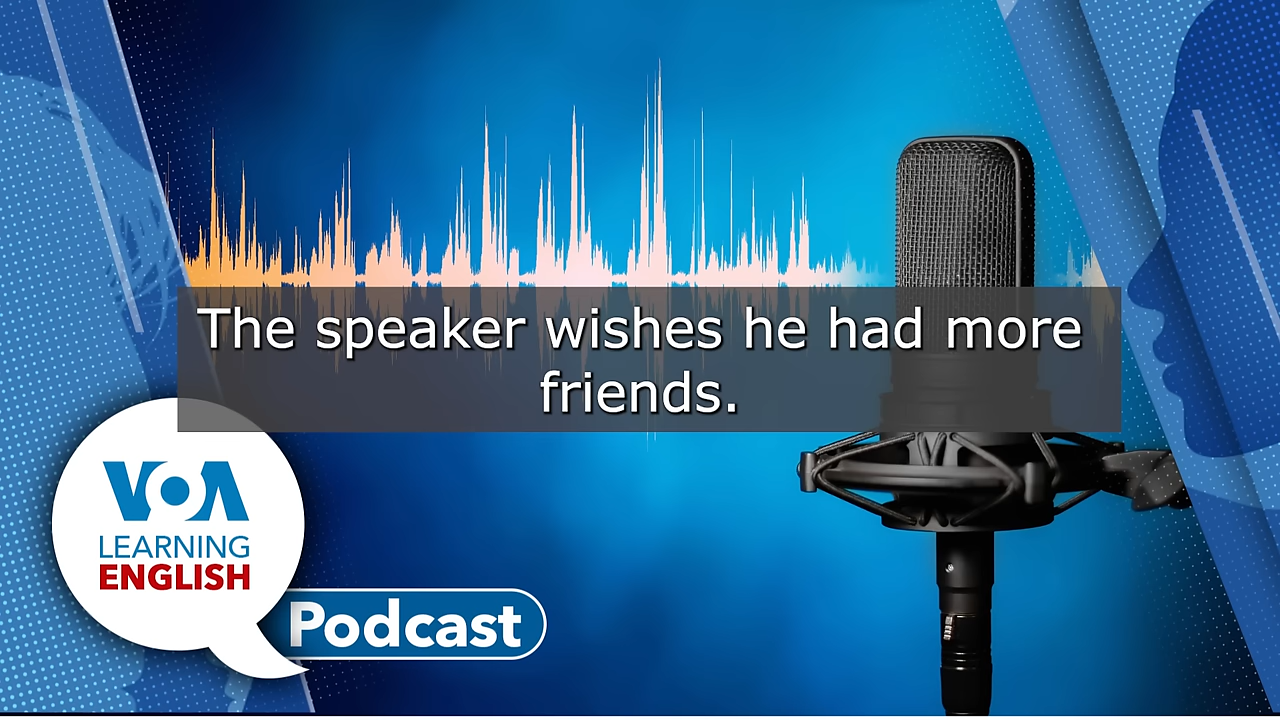 The speaker wishes he had more
friends.
VOA
LEARNING
ENGLISH
Podcast